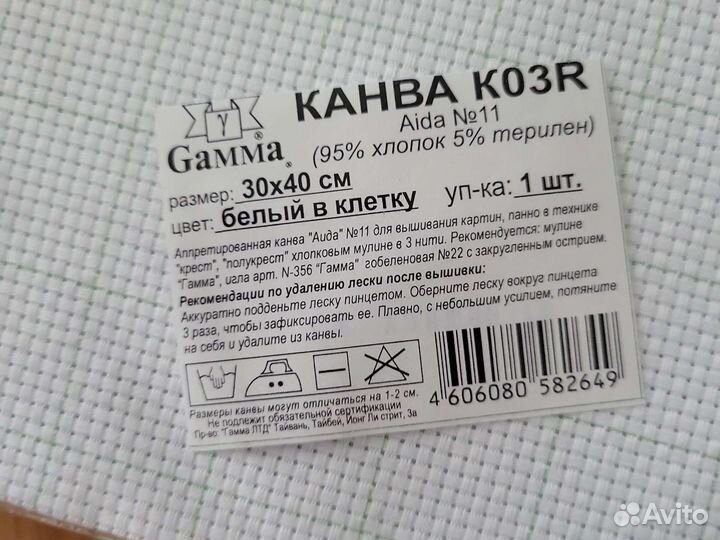 КАНВА K03R
Aida №11
(95% хлопок 5% терилен)
γ
Gamma®
размер: 30x40 см
цвет: белый в клетку уп-ка: 1 шт.
Аппретированная канва "Аида" №11 для вышивания картин, панно в технике
"крест", "полукрест" хлопковым мулине в 3 нити. Рекомендуется: мулине
"Гамма", игла арт. N-356 "Гамма" гобеленовая №22 с закругленным острием.
Рекомендации по удалению лески после вышивки:
Аккуратно подденьте леску пинцетом. Оберните леску вокруг пинцета
3 раза, чтобы зафиксировать ее. Плавно, с небольшим усилием, потяните
на себя и удалите из канвы.
4 606080 582649
Размеры канвы могут отличаться на 1-2 см.
Не подлежит обязательной сертификации
Пр-во: "Гамма ЛТД" Тайвань, Тайбей, Йонг Ли стрит, 3а
Avito